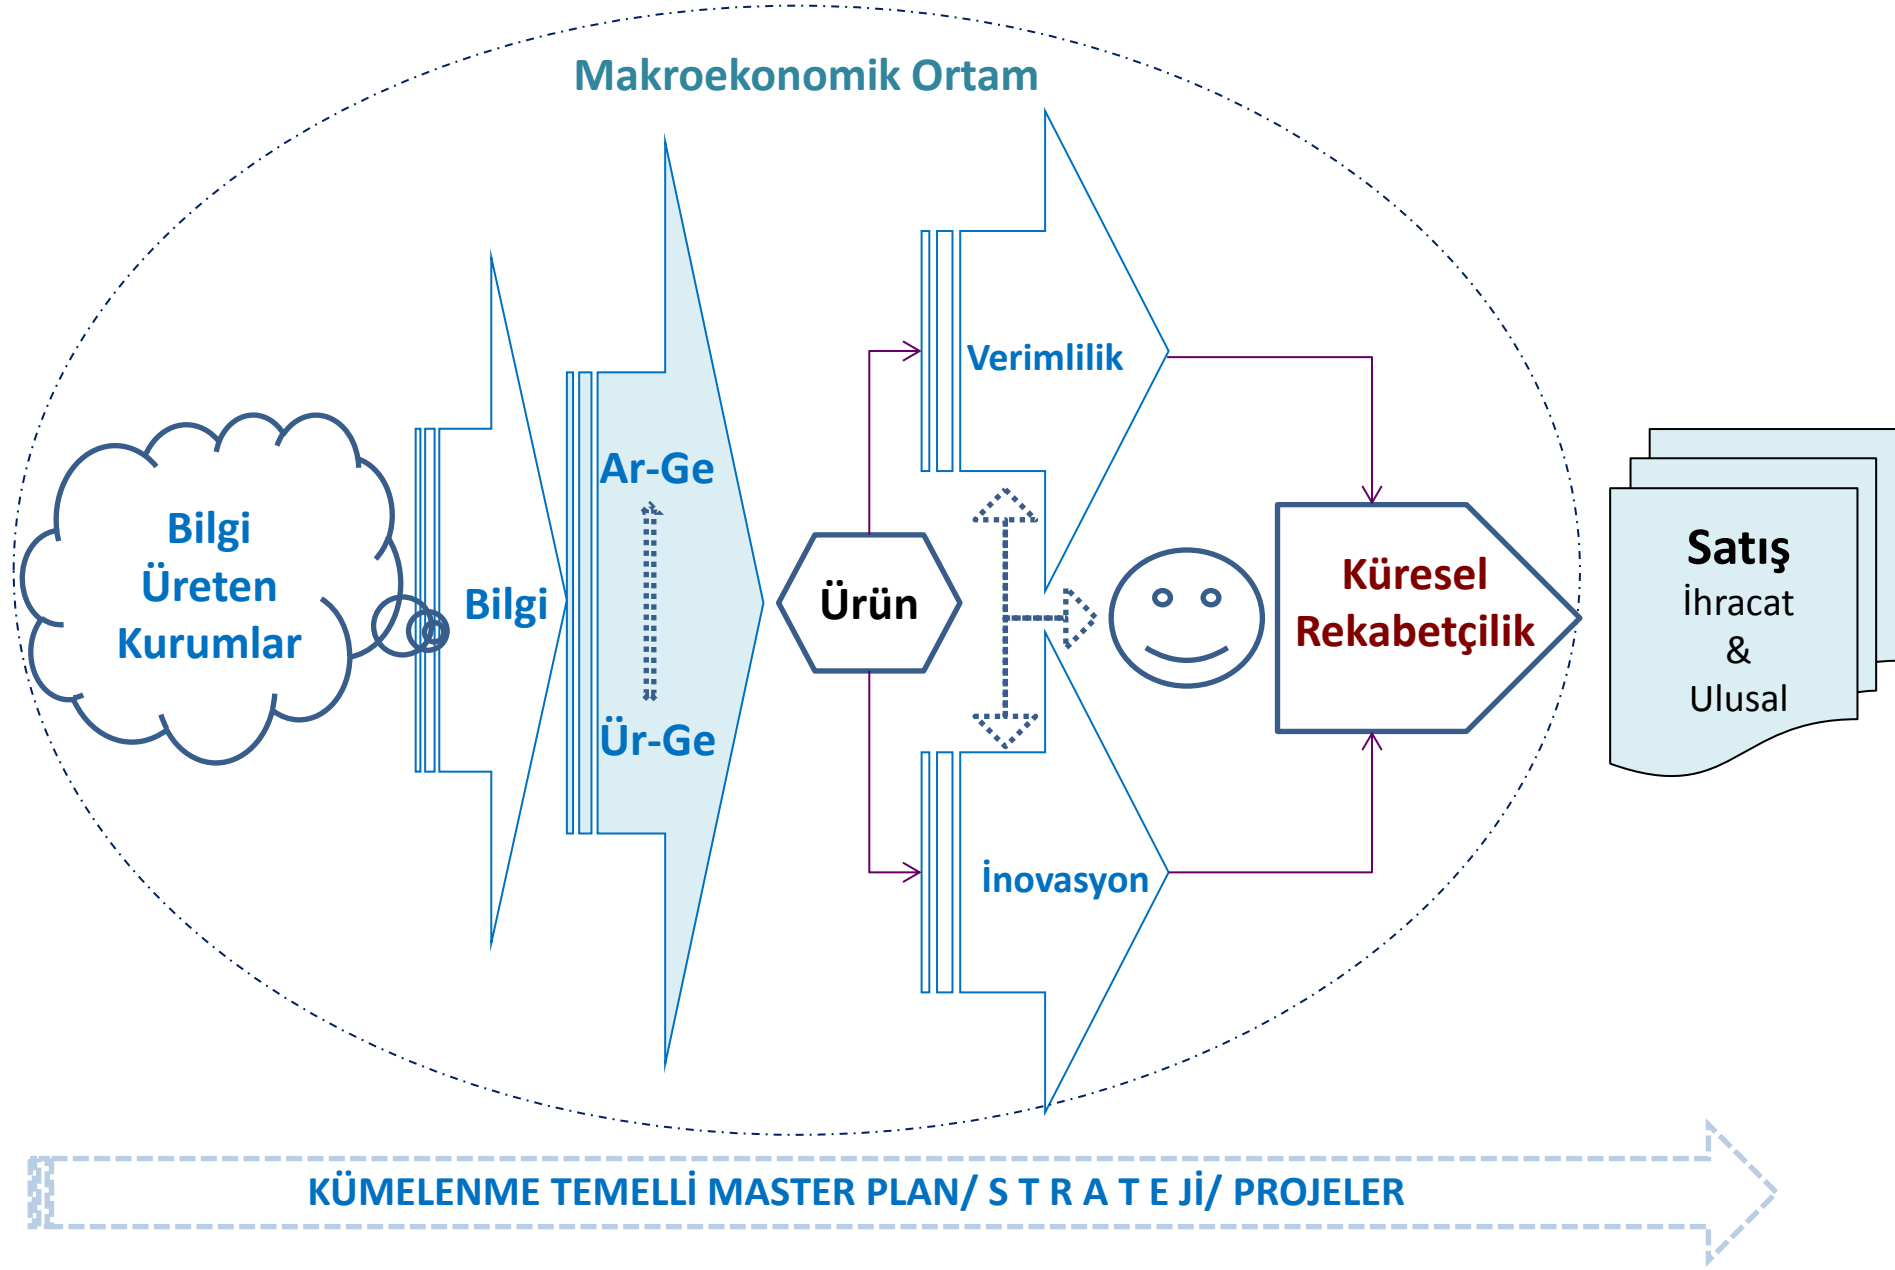 Makroekonomik Ortam
Bilgi
Üreten
Kurumlar
Bilgi
Ar-Ge
Ür-Ge
Ürün
Verimlilik
İnovasyon
Küresel
Rekabetçilik
Satış
İhracat
&
Ulusal
KÜMELENME TEMELLİ MASTER PLAN/ S T R A T E Jİ/ PROJELER